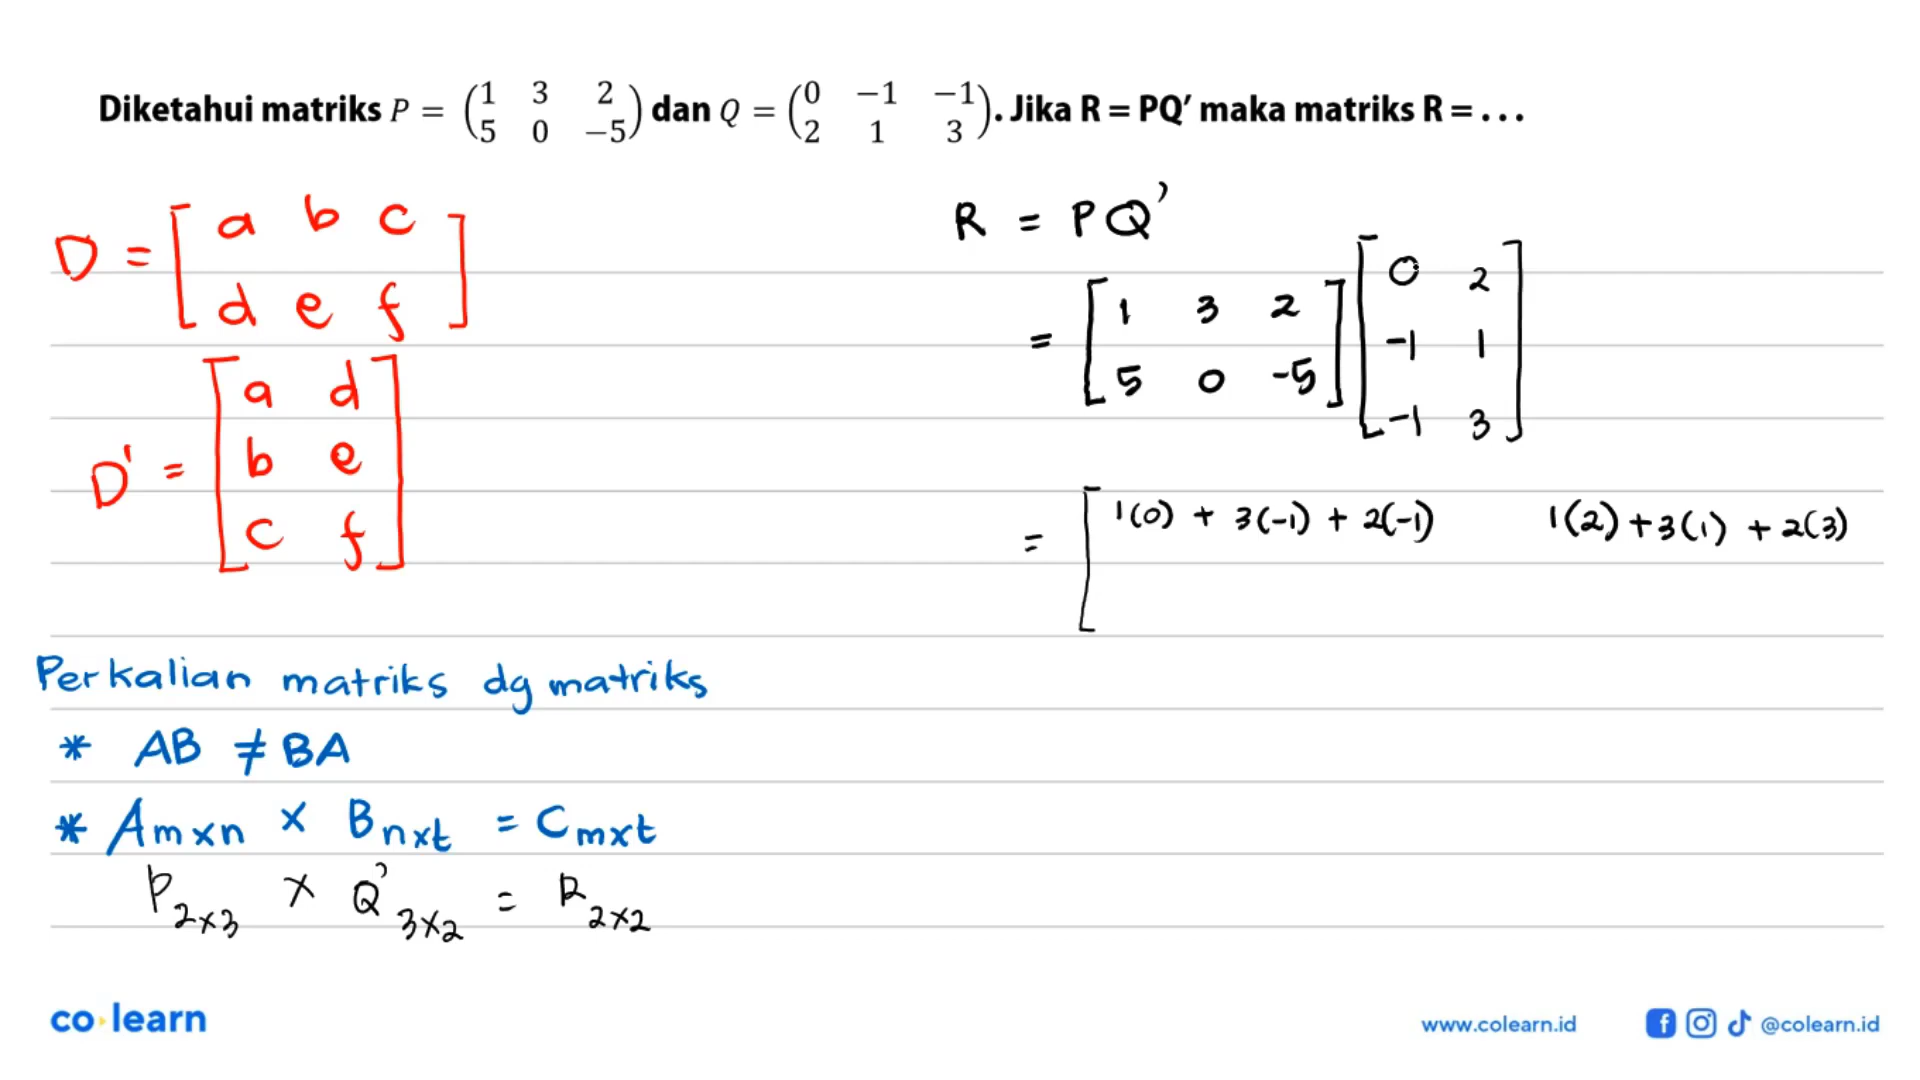 Diketahui matriks P = (1 3 2 5 0 −5) dan Q = (0 −1 −1 2 1 3). Jika R = PQ′ maka matriks R = . . .
D = [a b c
d e f]
D' = [a d
b e
c f]
Perkalian matriks dg matriks
* AB ≠ BA
* Amxn x Bnxt = Cmxt
P2x3 x Q'3x2 = R2x2
R = PQ'
= [1 3 2
5 0 -5] [0 2
-1 1
-1 3]
= [1(0) + 3(-1) + 2(-1) 1(2) + 3(1) + 2(3)
co learn
www.colearn.id @colearn.id